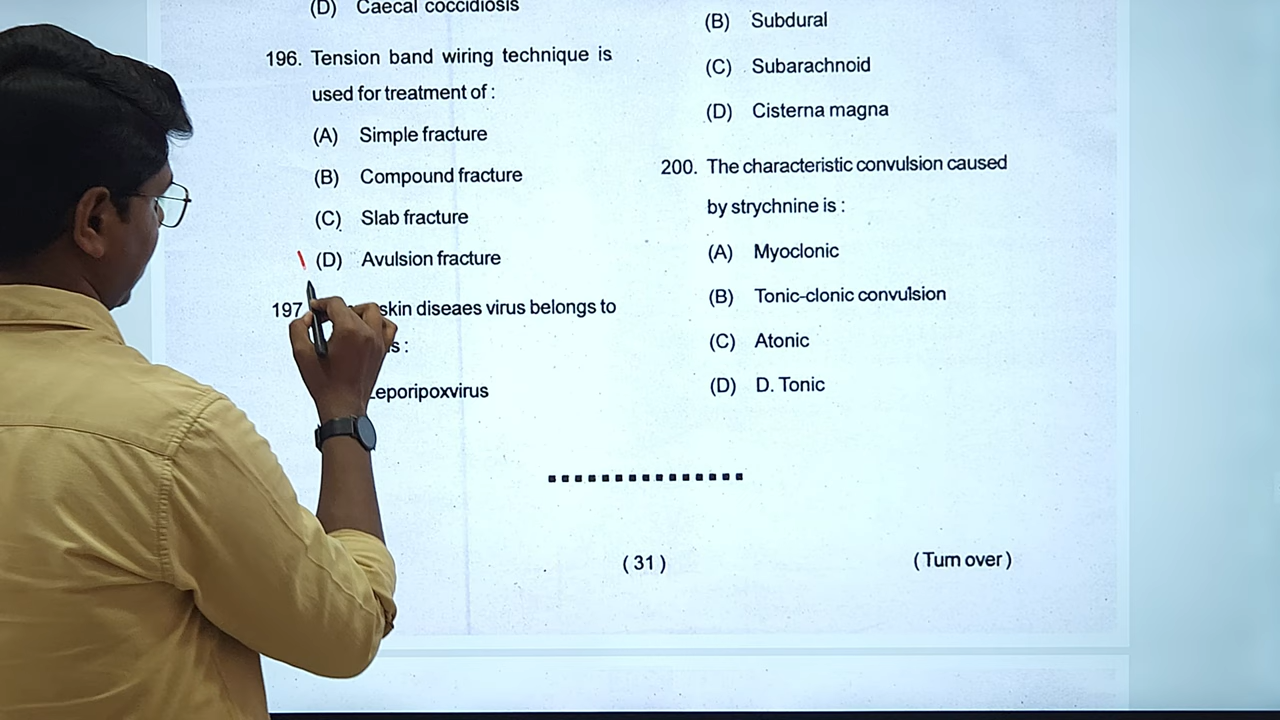 (D) Caecal coccidiosis
196. Tension band wiring technique is
used for treatment of :
(A) Simple fracture
(B) Compound fracture
(C) Slab fracture
(D) Avulsion fracture
197 skin diseaes virus belongs to
:
Leporipoxvirus
(B) Subdural
(C) Subarachnoid
(D) Cisterna magna
200. The characteristic convulsion caused
by strychnine is :
(A) Myoclonic
(B) Tonic-clonic convulsion
(C) Atonic
(D) D. Tonic
(31)
(Turn over)